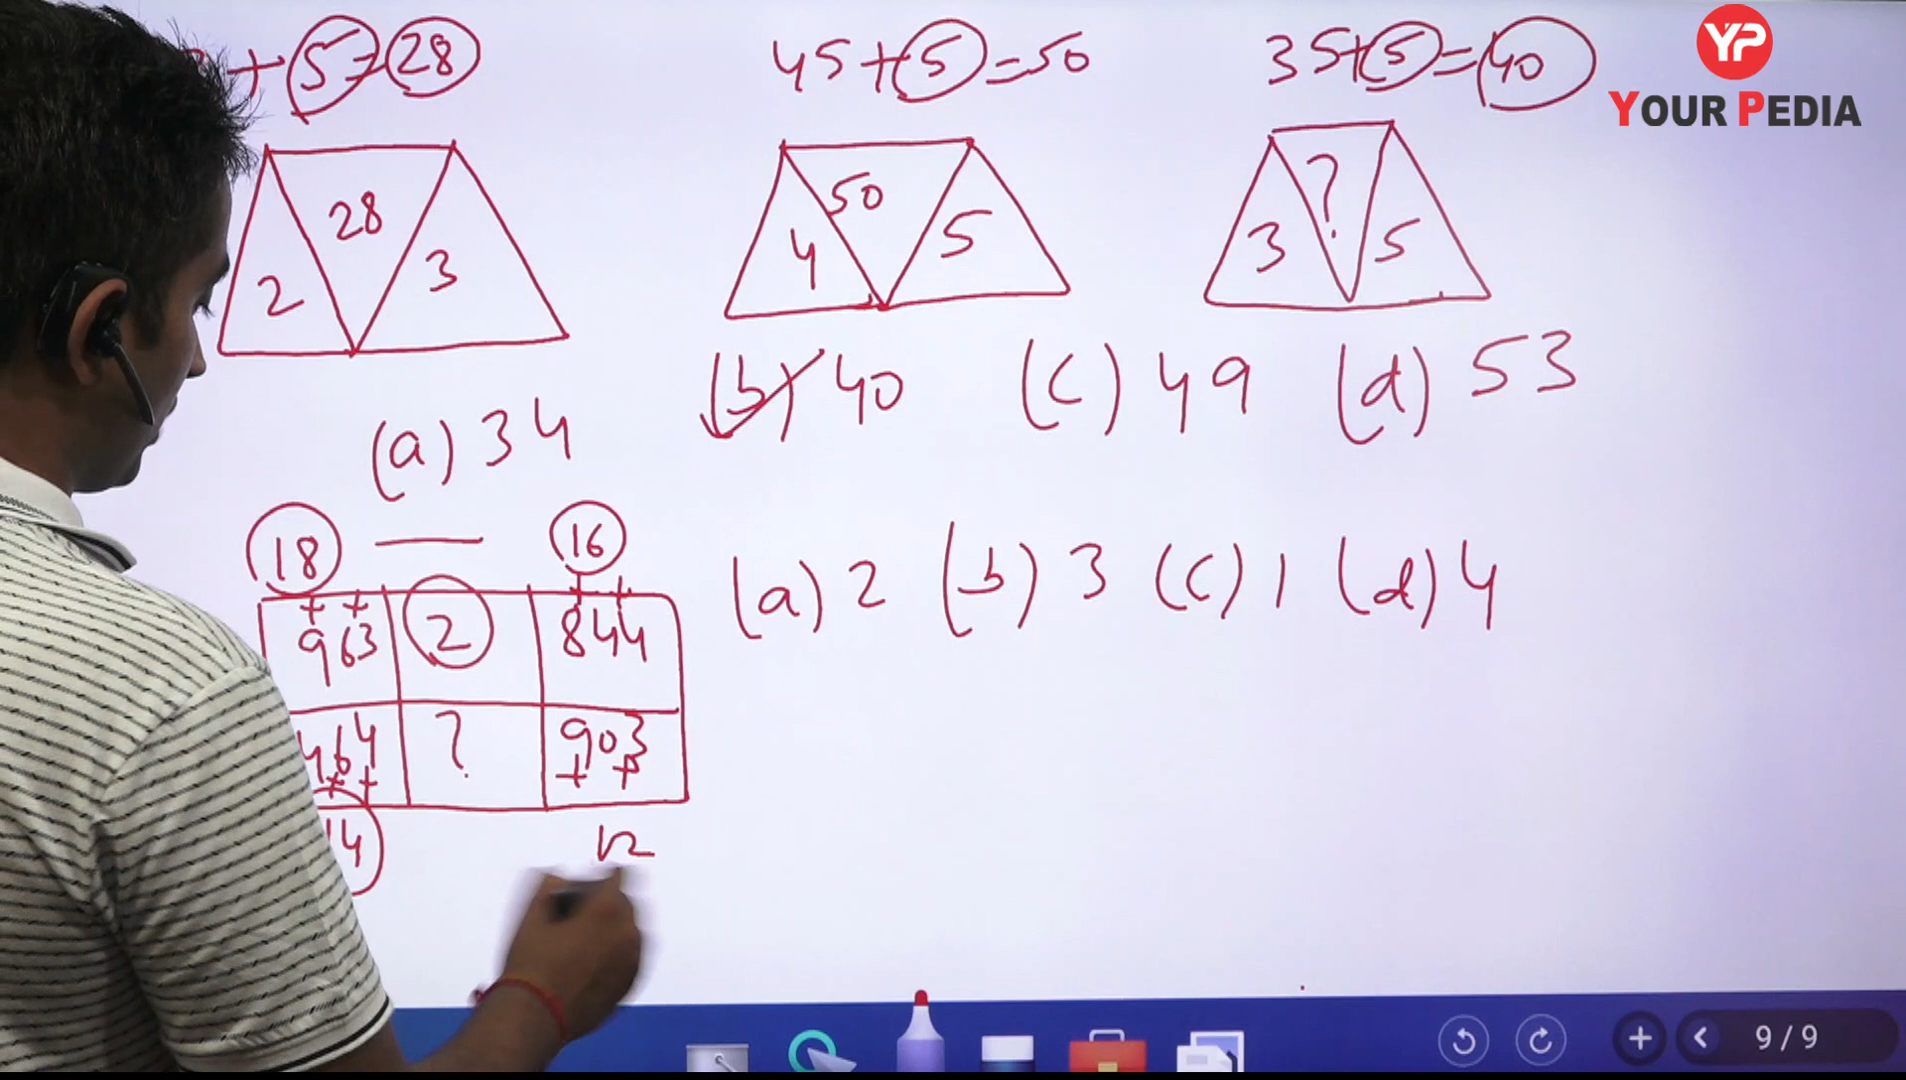 + 5 = 28
45 + 5 = 50
35 + 5 = 40
YP
YOUR PEDIA
28
2
3
50
4
5
?
3
5
(a) 34
(b) 40
(c) 49
(d) 53
18
16
963
2
844
464
?
903
14
12
(a) 2 (b) 3 (c) 1 (d) 4
9 / 9